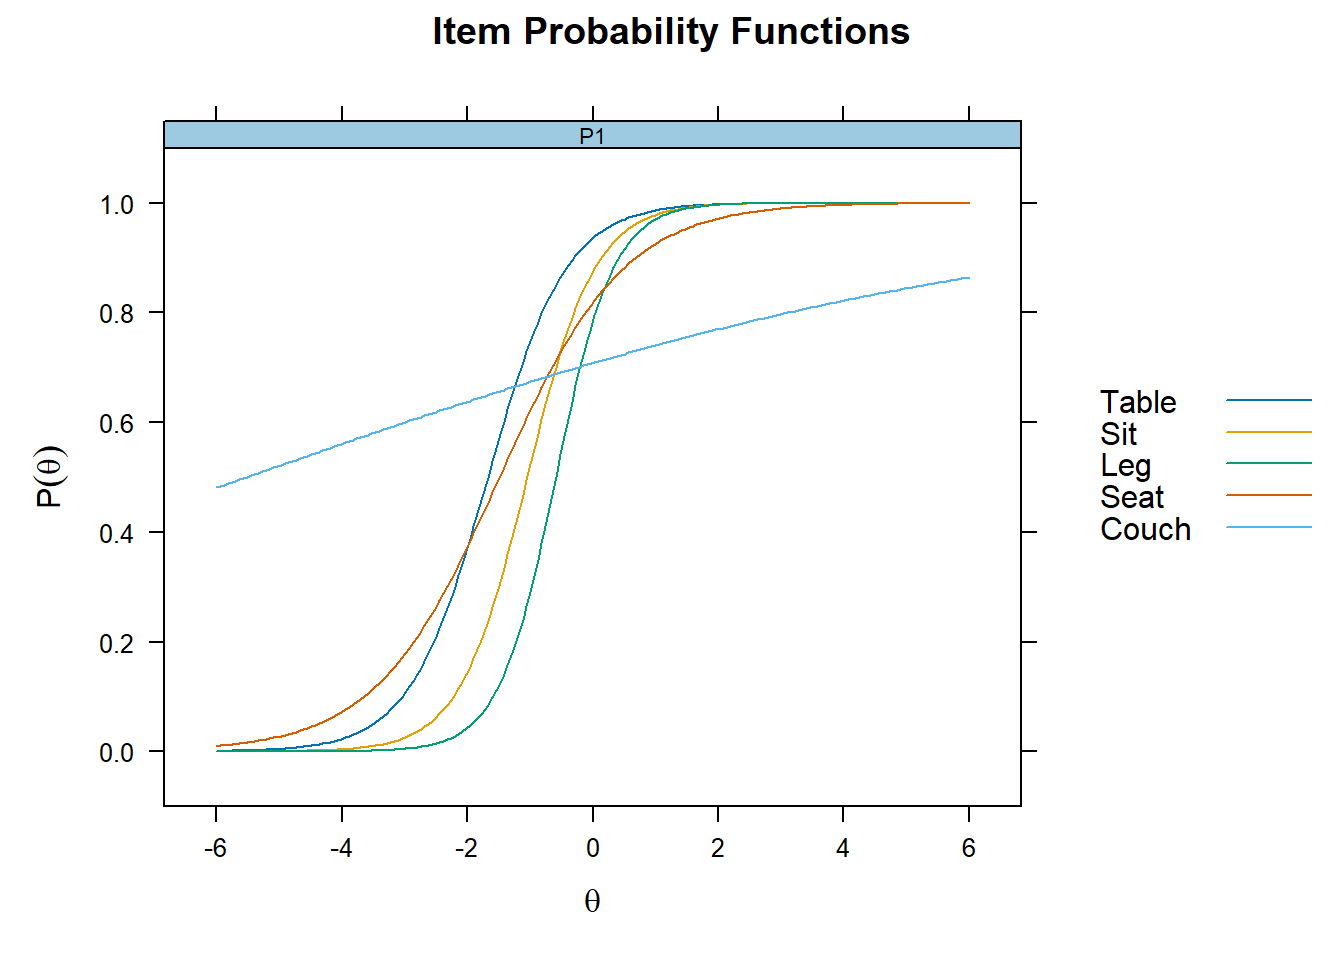 Item Probability Functions
P1
1.0
0.8
0.6
0.4
0.2
0.0
P(θ)
-6 -4 -2 0 2 4 6
θ
Table
Sit
Leg
Seat
Couch